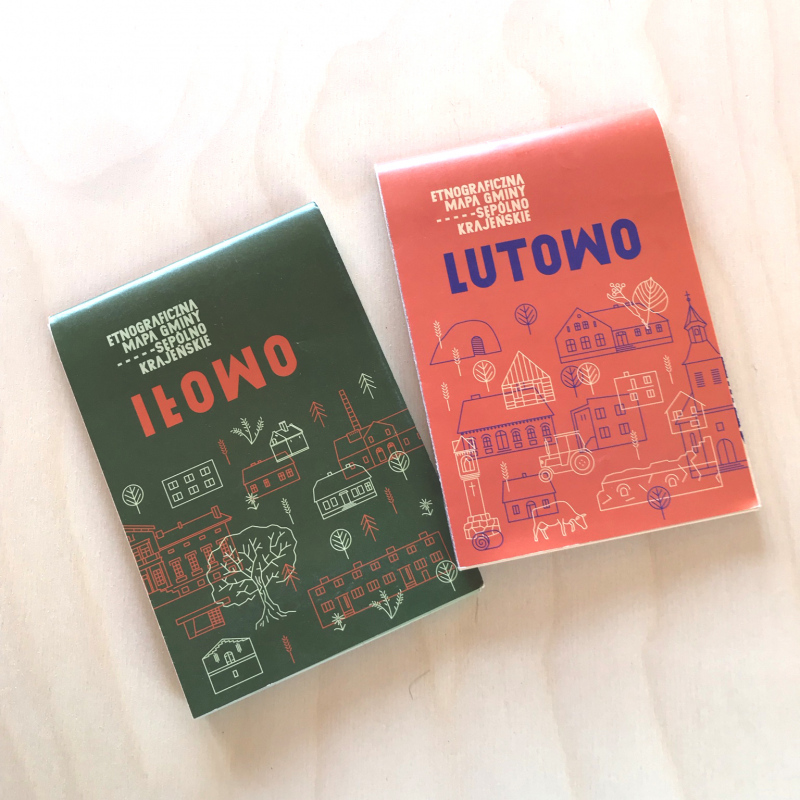 ETNOGRAFICZNA
MAPA GMINY
-----SĘPÓLNO
KRAJEŃSKIE
IŁOWO
ETNOGRAFICZNA
MAPA GMINY
-----SĘPÓLNO
KRAJEŃSKIE
LUTOWO